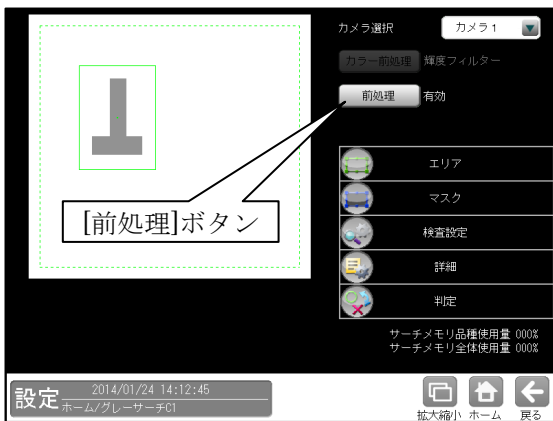 カメラ選択
カメラ1
カラー前処理
輝度フィルター
前処理
有効
[前処理]ボタン
エリア
マスク
検査設定
詳細
判定
サーチメモリ品種使用量 000%
サーチメモリ全体使用量 000%
設定
2014/01/24 14:12:45
ホーム/グレーサーチC1
拡大縮小
ホーム
戻る